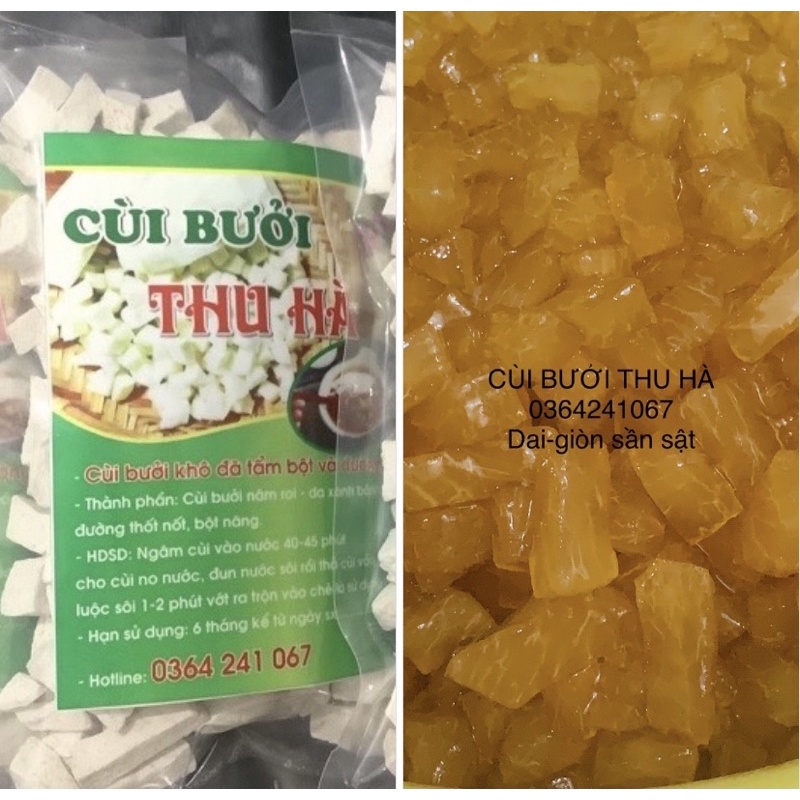 CÙI BƯỞI
THU HÀ
- Cùi bưởi khô đã tẩm bột và đường
- Thành phần: Cùi bưởi năm roi - da xanh
đường thốt nốt, bột năng
- HDSD: Ngâm cùi vào nước 40-45 phút
cho cùi no nước, đun nước sôi rồi thả cùi vào
luộc sôi 1-2 phút vớt ra trộn vào chè là sử
- Hạn sử dụng: 6 tháng kể từ ngày sx
- Hotline: 0364 241 067
CÙI BƯỞI THU HÀ
0364241067
Dai-giòn sần sật